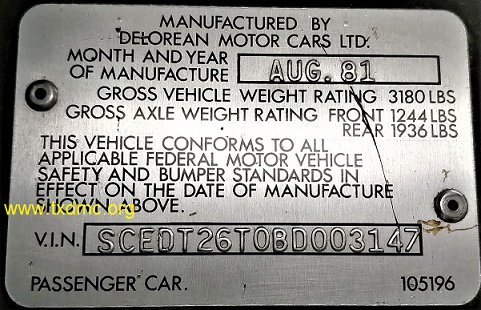 MANUFACTURED BY
DELOREAN MOTOR CARS LTD.
MONTH AND YEAR
OF MANUFACTURE AUG. 81
GROSS VEHICLE WEIGHT RATING 3180 LBS
GROSS AXLE WEIGHT RATING FRONT 1244 LBS
REAR 1936 LBS
THIS VEHICLE CONFORMS TO ALL
APPLICABLE FEDERAL MOTOR VEHICLE
SAFETY AND BUMPER STANDARDS IN
EFFECT ON THE DATE OF MANUFACTURE
SHOWN ABOVE.
www.txamc.org
V.I.N. SCEDT26T0BD003147
PASSENGER CAR. 105196